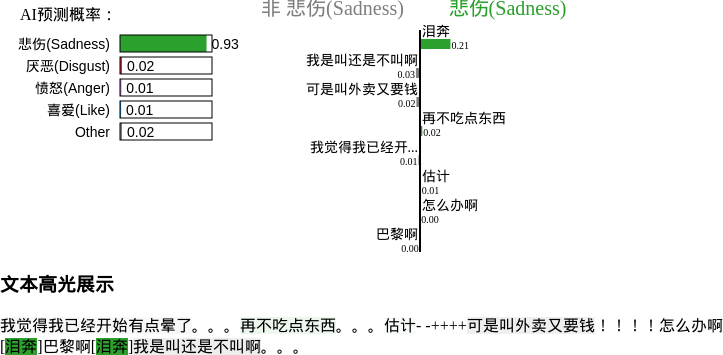 AI预测概率：
悲伤(Sadness) 0.93
厌恶(Disgust) 0.02
愤怒(Anger) 0.01
喜爱(Like) 0.01
Other 0.02
非 悲伤(Sadness) 悲伤(Sadness)
泪奔
0.21
我是叫还是不叫啊
0.03
可是叫外卖又要钱
0.02
再不吃点东西
0.02
我觉得我已经开...
0.01
估计
0.01
怎么办啊
0.00
巴黎啊
0.00
文本高光展示
我觉得我已经开始有点晕了。。。再不吃点东西。。。估计- -++++可是叫外卖又要钱！！！！怎么办啊
[泪奔]巴黎啊[泪奔]我是叫还是不叫啊。。。